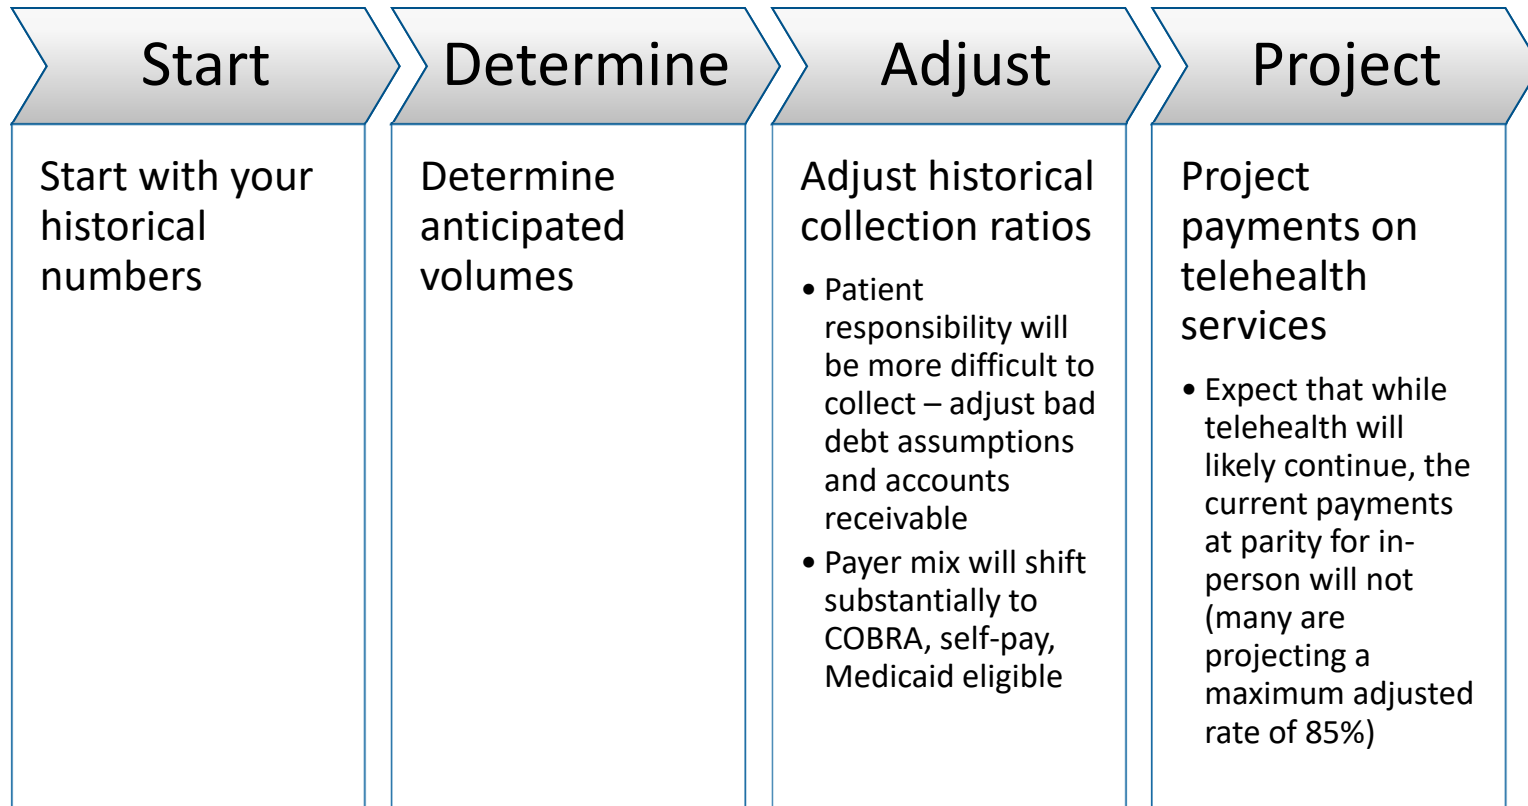 Start
Start with your
historical
numbers
Determine
Determine
anticipated
volumes
Adjust
Adjust historical
collection ratios
• Patient
responsibility will
be more difficult to
collect – adjust bad
debt assumptions
and accounts
receivable
• Payer mix will shift
substantially to
COBRA, self-pay,
Medicaid eligible
Project
Project
payments on
telehealth
services
• Expect that while
telehealth will
likely continue, the
current payments
at parity for in-
person will not
(many are
projecting a
maximum adjusted
rate of 85%)